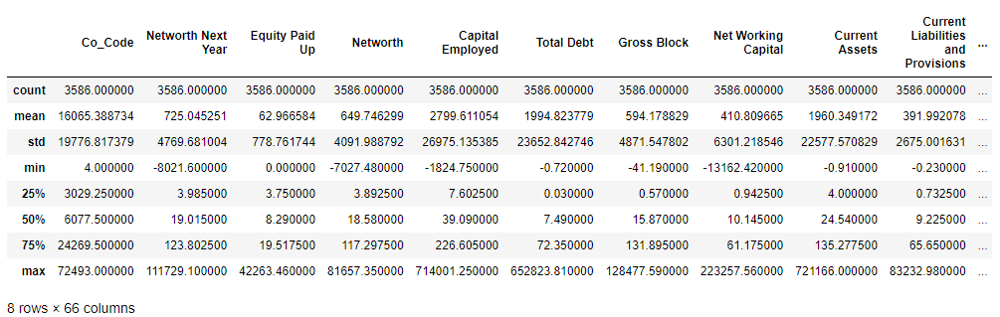 Co_Code Networth Next Year Equity Paid Up Networth Capital Employed Total Debt Gross Block Net Working Capital Current Assets Current Liabilities and Provisions ...
count 3586.000000 3586.000000 3586.000000 3586.000000 3586.000000 3586.000000 3586.000000 3586.000000 3586.000000 3586.000000 ...
mean 16065.388734 725.045251 62.966584 649.746299 2799.611054 1994.823779 594.178829 410.809665 1960.349172 391.992078 ...
std 19776.817379 4769.681004 778.761744 4091.988792 26975.135385 23652.842746 4871.547802 6301.218546 22577.570829 2675.001631 ...
min 4.000000 -8021.600000 0.000000 -7027.480000 -1824.750000 -0.720000 -41.190000 -13162.420000 -0.910000 -0.230000 ...
25% 3029.250000 3.985000 3.750000 3.892500 7.602500 0.030000 0.570000 0.942500 4.000000 0.732500 ...
50% 6077.500000 19.015000 8.290000 18.580000 39.090000 7.490000 15.870000 10.145000 24.540000 9.225000 ...
75% 24269.500000 123.802500 19.517500 117.297500 226.605000 72.350000 131.895000 61.175000 135.277500 65.650000 ...
max 72493.000000 111729.100000 42263.460000 81657.350000 714001.250000 652823.810000 128477.590000 223257.560000 721166.000000 83232.980000 ...
8 rows × 66 columns